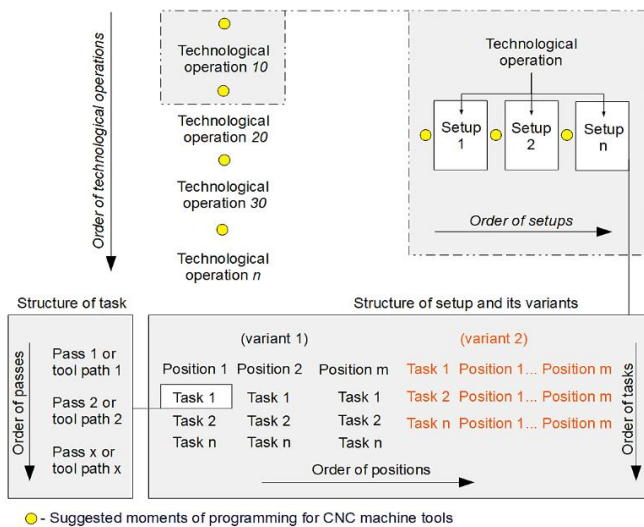 Order of technological operations
Technological
operation 10
Technological
operation 20
Technological
operation 30
Technological
operation n
Technological
operation
Setup
1
Setup
2
Setup
n
Order of setups
Structure of task
Order of passes
Pass 1 or
tool path 1
Pass 2 or
tool path 2
Pass x or
tool path x
Structure of setup and its variants
(variant 1)
Position 1 Position 2 Position m
Task 1 Task 1 Task 1
Task 2 Task 2 Task 2
Task n Task n Task n
(variant 2)
Task 1 Position 1... Position m
Task 2 Position 1... Position m
Task n Position 1... Position m
Order of tasks
Order of positions
- Suggested moments of programming for CNC machine tools